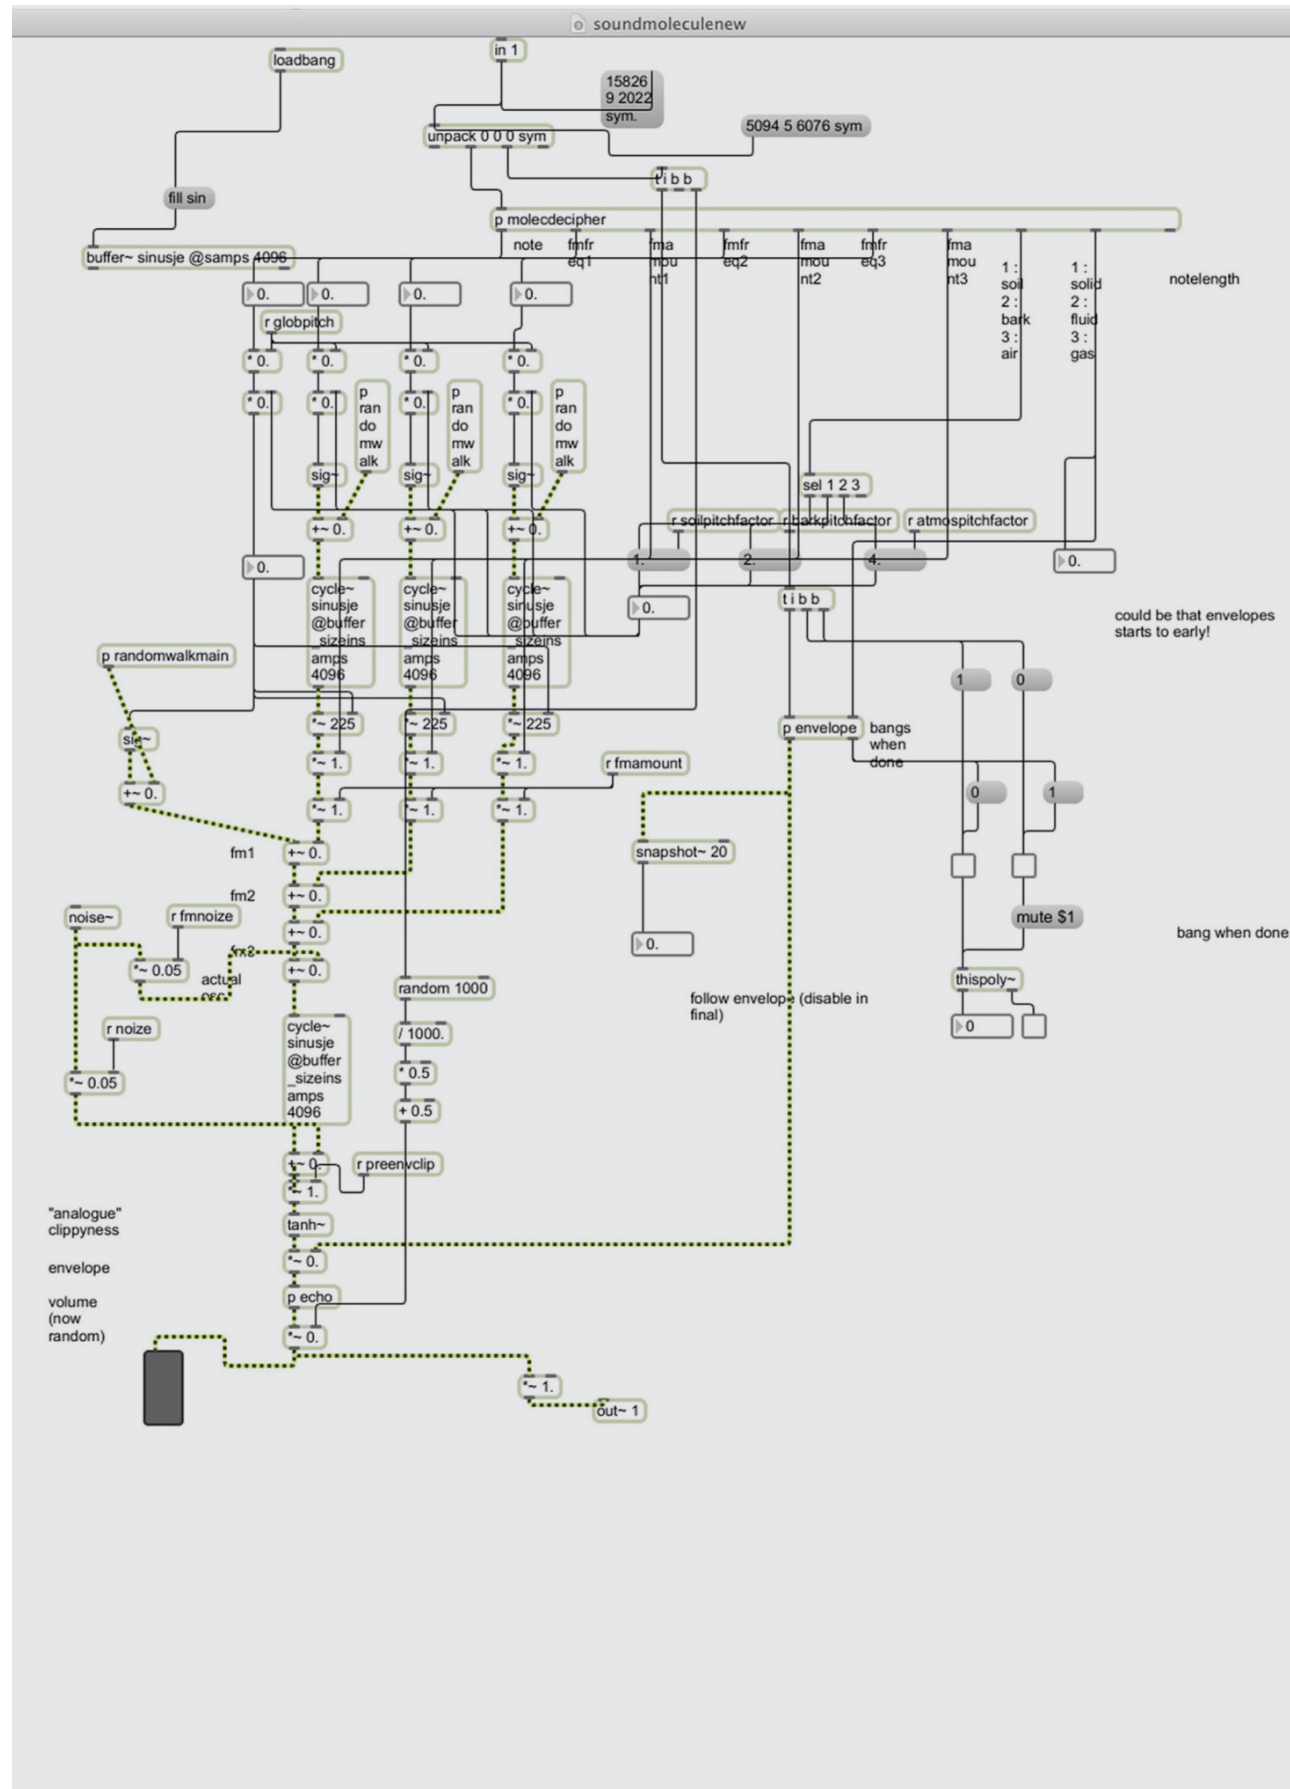 soundmoleculenew
loadbang
in 1
15826
9 2022
sym.
5094 5 6076 sym
unpack 0 0 0 sym
t i b b
fill sin
p molecdecipher
buffer~ sinusje @samps 4096
note
fmfr
eq1
fma
mou
nt1
fmfr
eq2
fma
mou
nt2
fmfr
eq3
fma
mou
nt3
1 :
soil
2 :
bark
3 :
air
1 :
solid
2 :
fluid
3 :
gas
notelength
0.
0.
0.
0.
r globpitch
* 0.
* 0.
* 0.
* 0.
* 0.
* 0.
* 0.
* 0.
p
ran
do
mw
alk
p
ran
do
mw
alk
p
ran
do
mw
alk
sig~
sig~
sig~
sel 1 2 3
+~ 0.
+~ 0.
+~ 0.
r soilpitchfactor
r barkpitchfactor
r atmospitchfactor
1.
2.
4.
0.
0.
cycle~
sinusje
@buffer
_sizeins
amps
4096
cycle~
sinusje
@buffer
_sizeins
amps
4096
cycle~
sinusje
@buffer
_sizeins
amps
4096
0.
t i b b
could be that envelopes
starts to early!
p randomwalkmain
1
0
*~ 225
*~ 225
*~ 225
p envelope
bangs
when
done
sig~
*~ 1.
*~ 1.
*~ 1.
r fmamount
+~ 0.
0
1
*~ 1.
*~ 1.
*~ 1.
fm1
+~ 0.
snapshot~ 20
fm2
+~ 0.
noise~
r fmnoize
mute $1
+~ 0.
bang when done
0.
fm3
*~ 0.05
+~ 0.
actual
osc
random 1000
thispoly~
follow envelope (disable in
final)
0
r noize
cycle~
sinusje
@buffer
_sizeins
amps
4096
/ 1000.
*~ 0.05
* 0.5
+ 0.5
+~ 0.
r preenvclip
*~ 1.
"analogue"
clippyness
tanh~
envelope
*~ 0.
volume
(now
random)
p echo
*~ 0.
*~ 1.
out~ 1